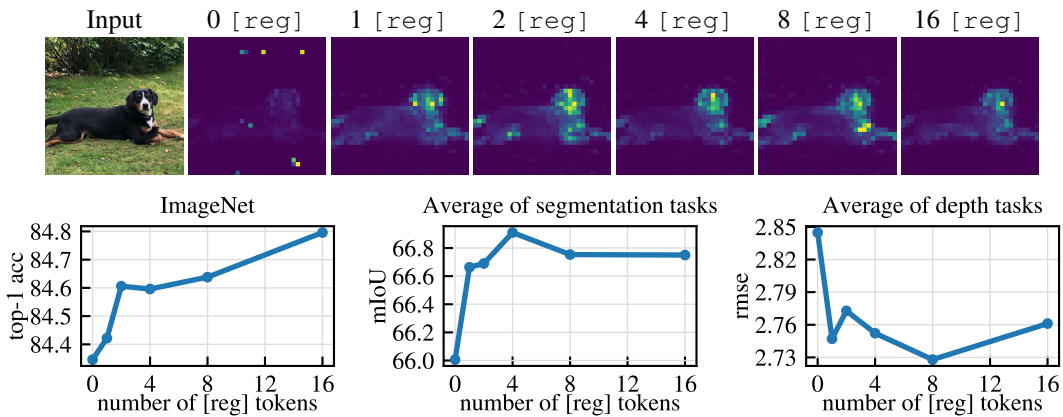 Input 0 [reg] 1 [reg] 2 [reg] 4 [reg] 8 [reg] 16 [reg]
ImageNet
84.8
84.7
84.6
84.5
84.4
top-1 acc
0 4 8 12 16
number of [reg] tokens
Average of segmentation tasks
66.8
66.6
66.4
66.2
66.0
mIoU
0 4 8 12 16
number of [reg] tokens
Average of depth tasks
2.85
2.82
2.79
2.76
2.73
rmse
0 4 8 12 16
number of [reg] tokens